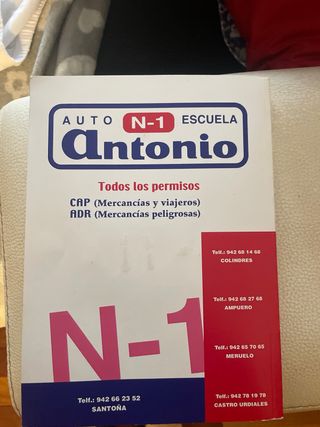 AUTO N-1 ESCUELA
antonio
Todos los permisos
CAP (Mercancías y viajeros)
ADR (Mercancías peligrosas)
Telf.: 942 68 14 68
COLINDRES
Telf.: 942 68 27 68
AMPUERO
Telf.: 942 65 70 65
MERUELO
N-1
Telf.: 942 66 23 52
SANTOÑA
Telf.: 942 78 19 78
CASTRO URDIALES